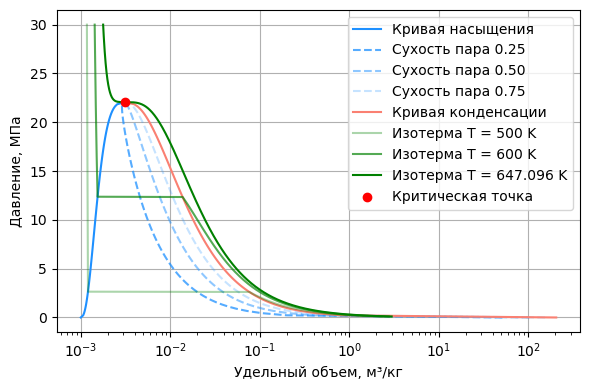 Давление, МПа
30
25
20
15
10
5
0
Кривая насыщения
Сухость пара 0.25
Сухость пара 0.50
Сухость пара 0.75
Кривая конденсации
Изотерма T = 500 K
Изотерма T = 600 K
Изотерма T = 647.096 K
Критическая точка
10⁻³ 10⁻² 10⁻¹ 10⁰ 10¹ 10²
Удельный объем, м³/кг